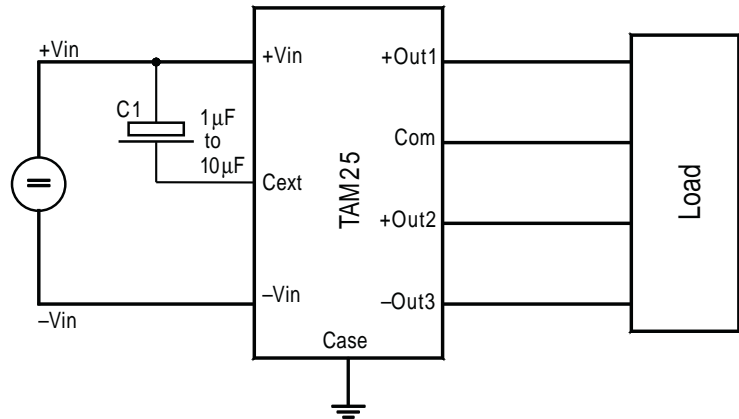 +Vin
C1
1µF
to
10µF
–Vin
+Vin
Cext
–Vin
TAM25
Case
+Out1
Com
+Out2
–Out3
Load